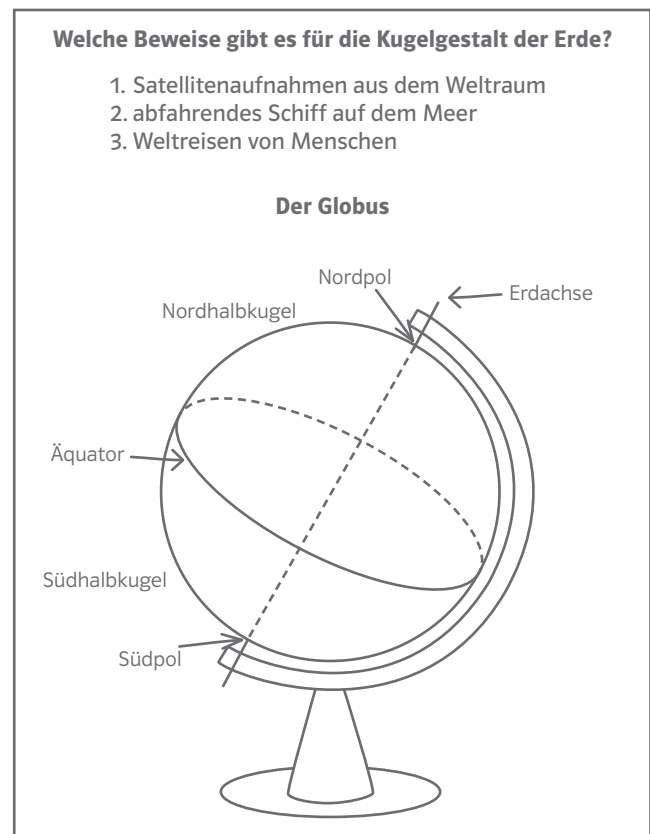 Welche Beweise gibt es für die Kugelgestalt der Erde?
1. Satellitenaufnahmen aus dem Weltraum
2. abfahrendes Schiff auf dem Meer
3. Weltreisen von Menschen
Der Globus
Nordpol
Erdachse
Nordhalbkugel
Äquator
Südhalbkugel
Südpol